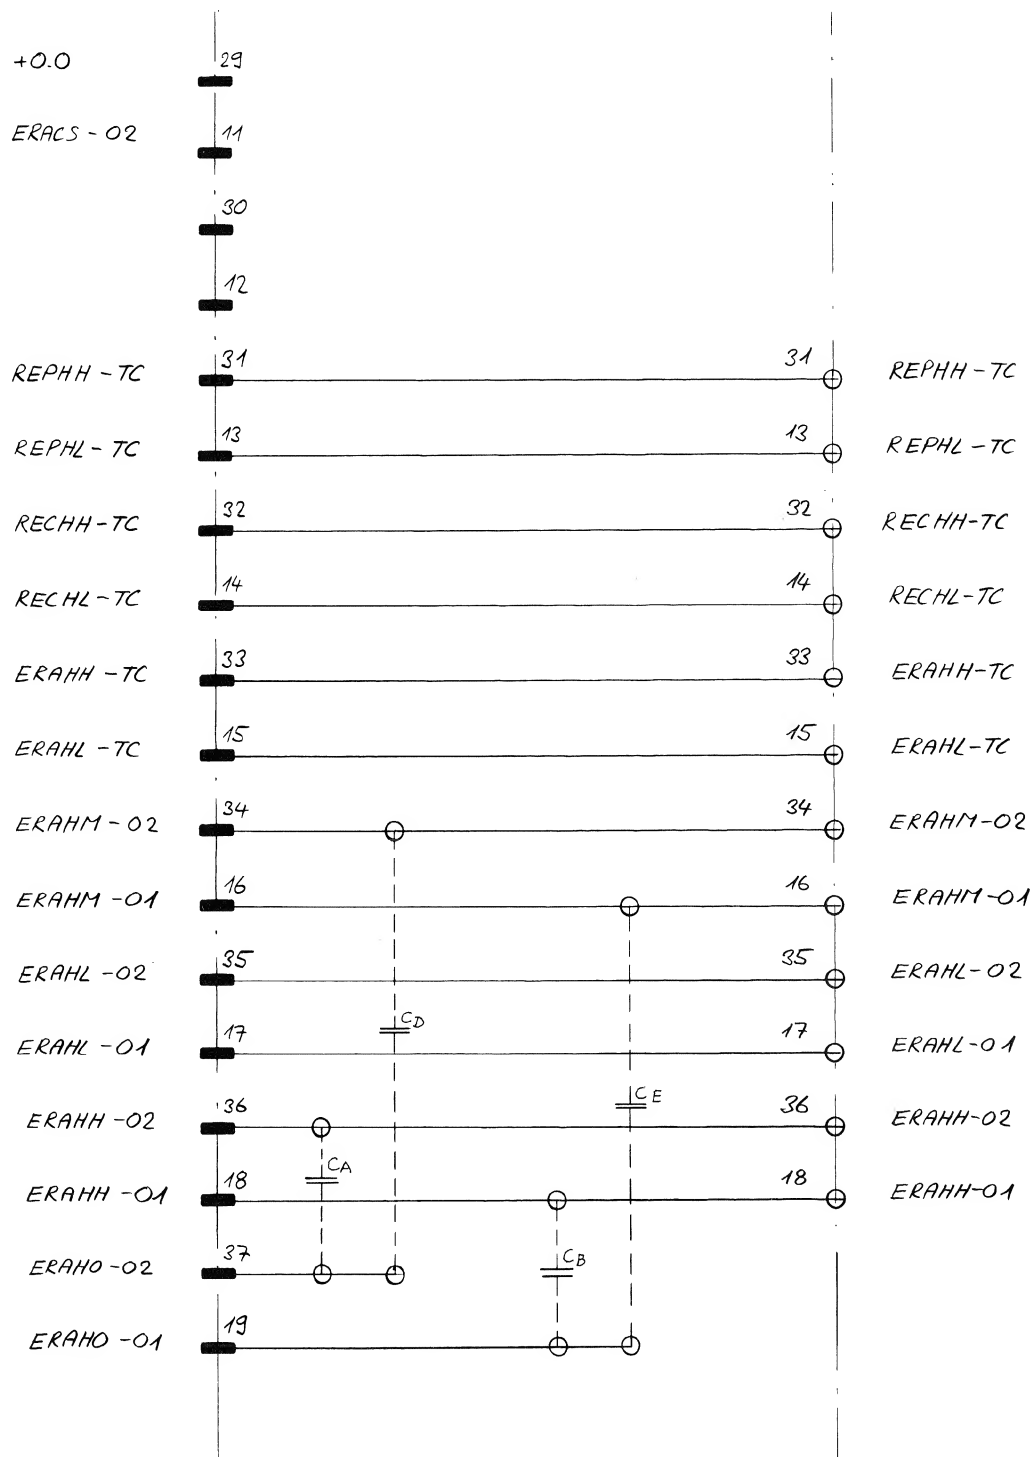 +0.0 29
ERACS - 02 11
30
12
REPHH - TC 31 31 REPHH - TC
REPHL - TC 13 13 REPHL - TC
RECHH - TC 32 32 RECHH - TC
RECHL - TC 14 14 RECHL - TC
ERAHH - TC 33 33 ERAHH - TC
ERAHL - TC 15 15 ERAHL - TC
ERAHM - 02 34 34 ERAHM - 02
ERAHM - 01 16 16 ERAHM - 01
ERAHL - 02 35 35 ERAHL - 02
CD
ERAHL - 01 17 17 ERAHL - 01
CE
ERAHH - 02 36 36 ERAHH - 02
CA
ERAHH - 01 18 18 ERAHH - 01
ERAHO - 02 37 CB
ERAHO - 01 19